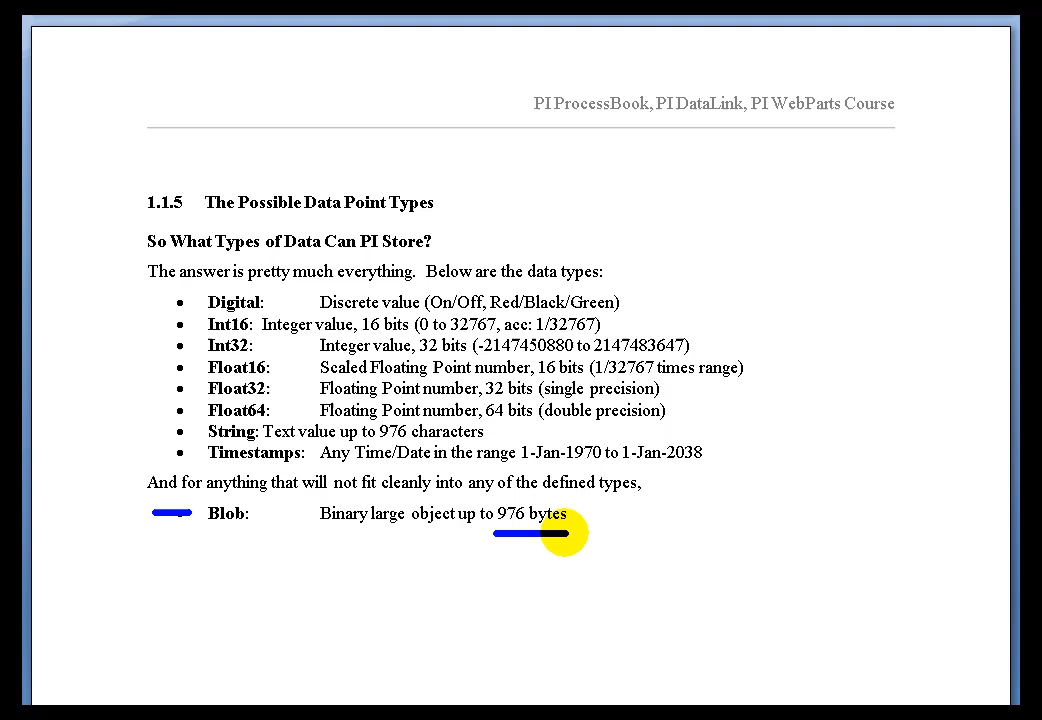 PI ProcessBook, PI DataLink, PI WebParts Course
1.1.5 The Possible Data Point Types
So What Types of Data Can PI Store?
The answer is pretty much everything. Below are the data types:
• Digital: Discrete value (On/Off, Red/Black/Green)
• Int16: Integer value, 16 bits (0 to 32767, acc: 1/32767)
• Int32: Integer value, 32 bits (-2147450880 to 2147483647)
• Float16: Scaled Floating Point number, 16 bits (1/32767 times range)
• Float32: Floating Point number, 32 bits (single precision)
• Float64: Floating Point number, 64 bits (double precision)
• String: Text value up to 976 characters
• Timestamps: Any Time/Date in the range 1-Jan-1970 to 1-Jan-2038
And for anything that will not fit cleanly into any of the defined types,
• Blob: Binary large object up to 976 bytes